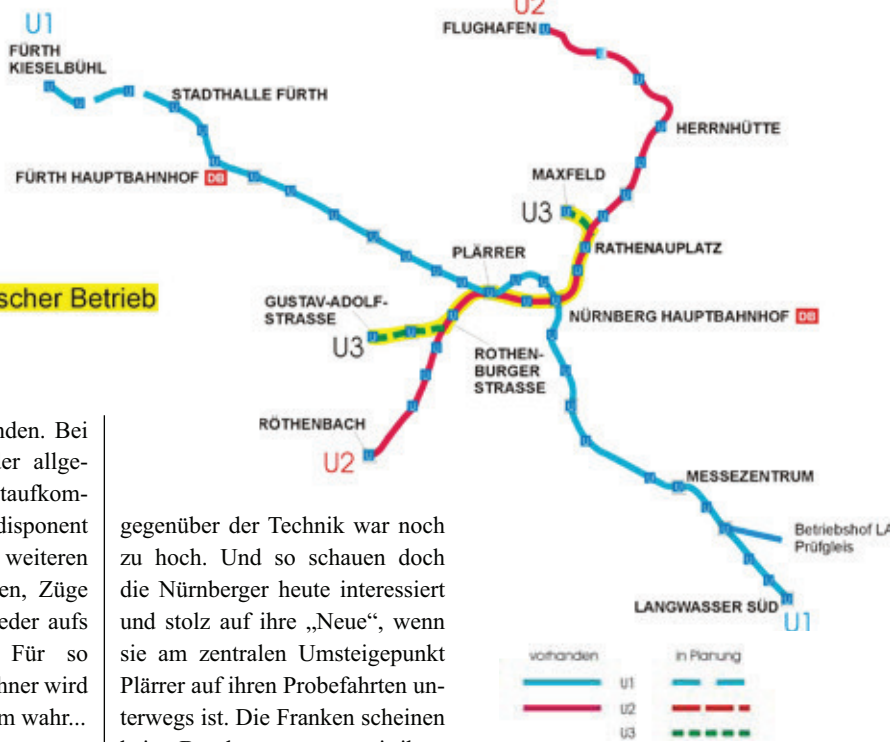 U1
FÜRTH
KIESELBÜHL
STADTHALLE FÜRTH
FÜRTH HAUPTBAHNHOF DB
U2
FLUGHAFEN
HERRNHÜTTE
MAXFELD
U3
RATHENAUPLATZ
PLÄRRER
NÜRNBERG HAUPTBAHNHOF DB
scher Betrieb
GUSTAV-ADOLF-
STRASSE
U3
ROTHEN-
BURGER
STRASSE
RÖTHENBACH
U2
MESSEZENTRUM
Betriebshof LA
Prüfgleis
LANGWASSER SÜD
U1
vorhanden
in Planung
U1
U2
U3
nden. Bei
er allge-
taufkom-
disponent
weiteren
en, Züge
eder aufs
Für so
hner wird
m wahr...
gegenüber der Technik war noch
zu hoch. Und so schauen doch
die Nürnberger heute interessiert
und stolz auf ihre „Neue“, wenn
sie am zentralen Umsteigepunkt
Plärrer auf ihren Probefahrten un-
terwegs ist. Die Franken scheinen